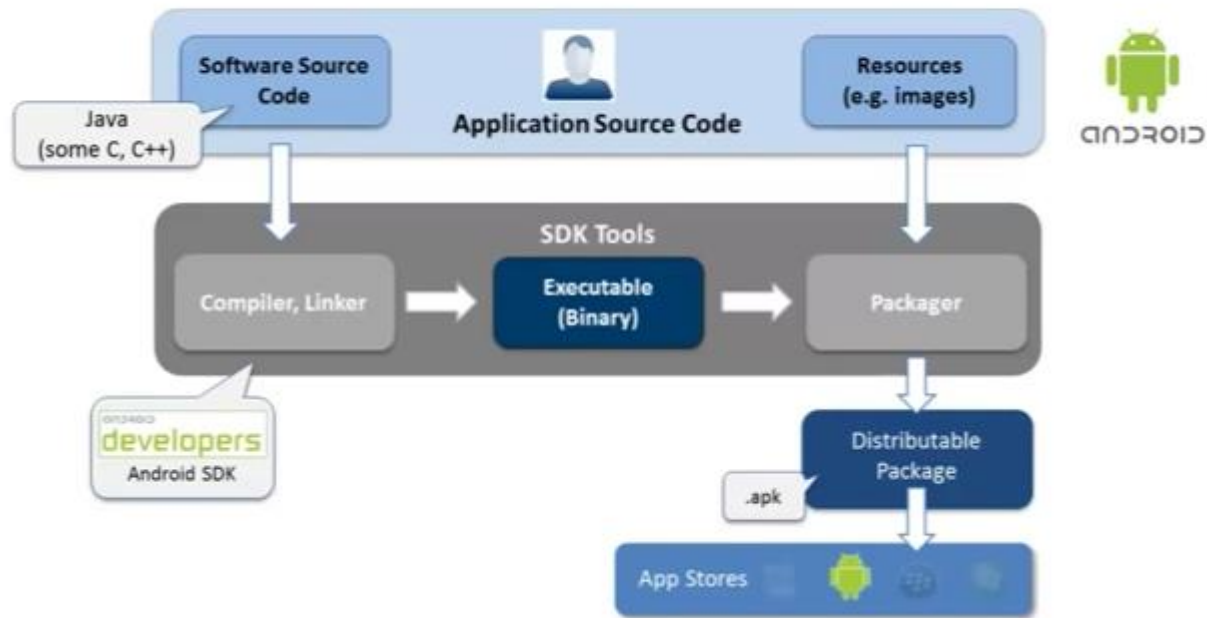 Software Source
Code
Resources
(e.g. images)
Application Source Code
Java
(some C, C++)
ANDROID
SDK Tools
Compiler, Linker
Executable
(Binary)
Packager
ANDROID
developers
Android SDK
Distributable
Package
.apk
App Stores